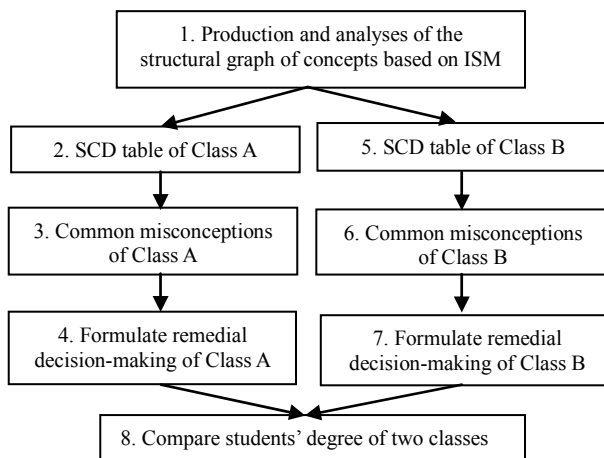 1. Production and analyses of the
structural graph of concepts based on ISM
2. SCD table of Class A
5. SCD table of Class B
3. Common misconceptions
of Class A
6. Common misconceptions
of Class B
4. Formulate remedial
decision-making of Class A
7. Formulate remedial
decision-making of Class B
8. Compare students’ degree of two classes